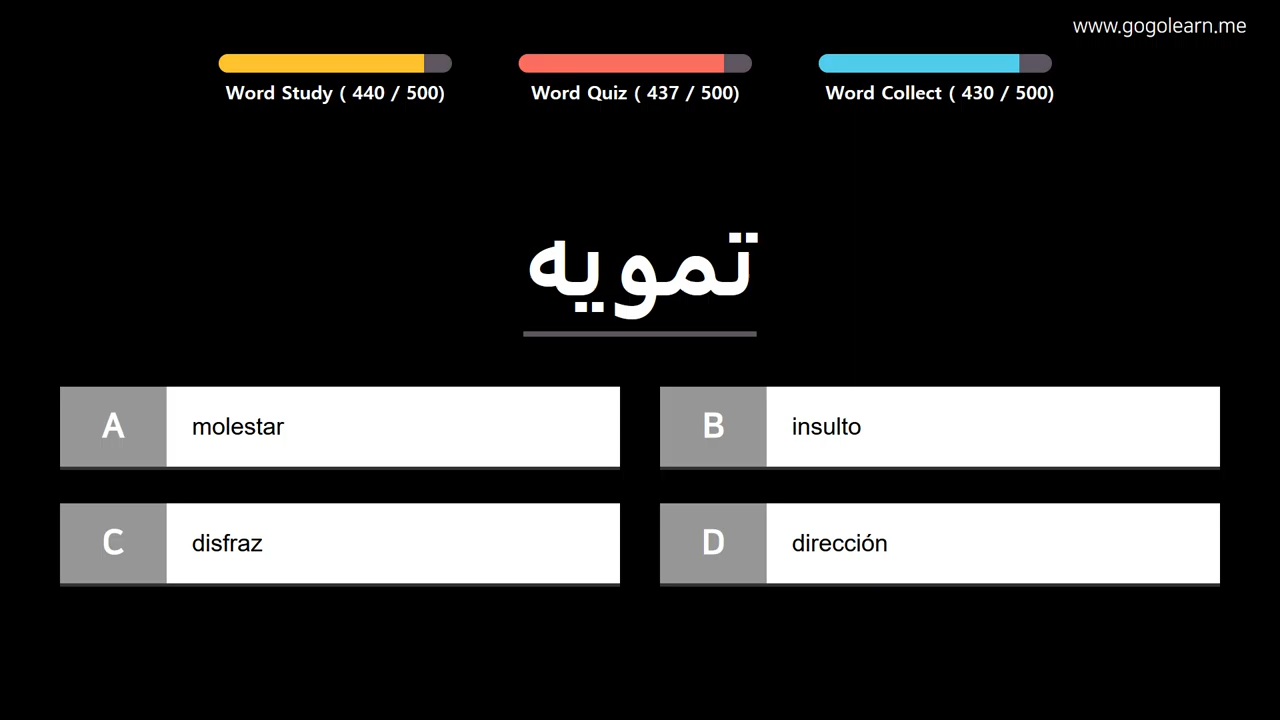 www.gogolearn.me
Word Study ( 440 / 500)
Word Quiz ( 437 / 500)
Word Collect ( 430 / 500)
تمويه
A molestar
B insulto
C disfraz
D dirección